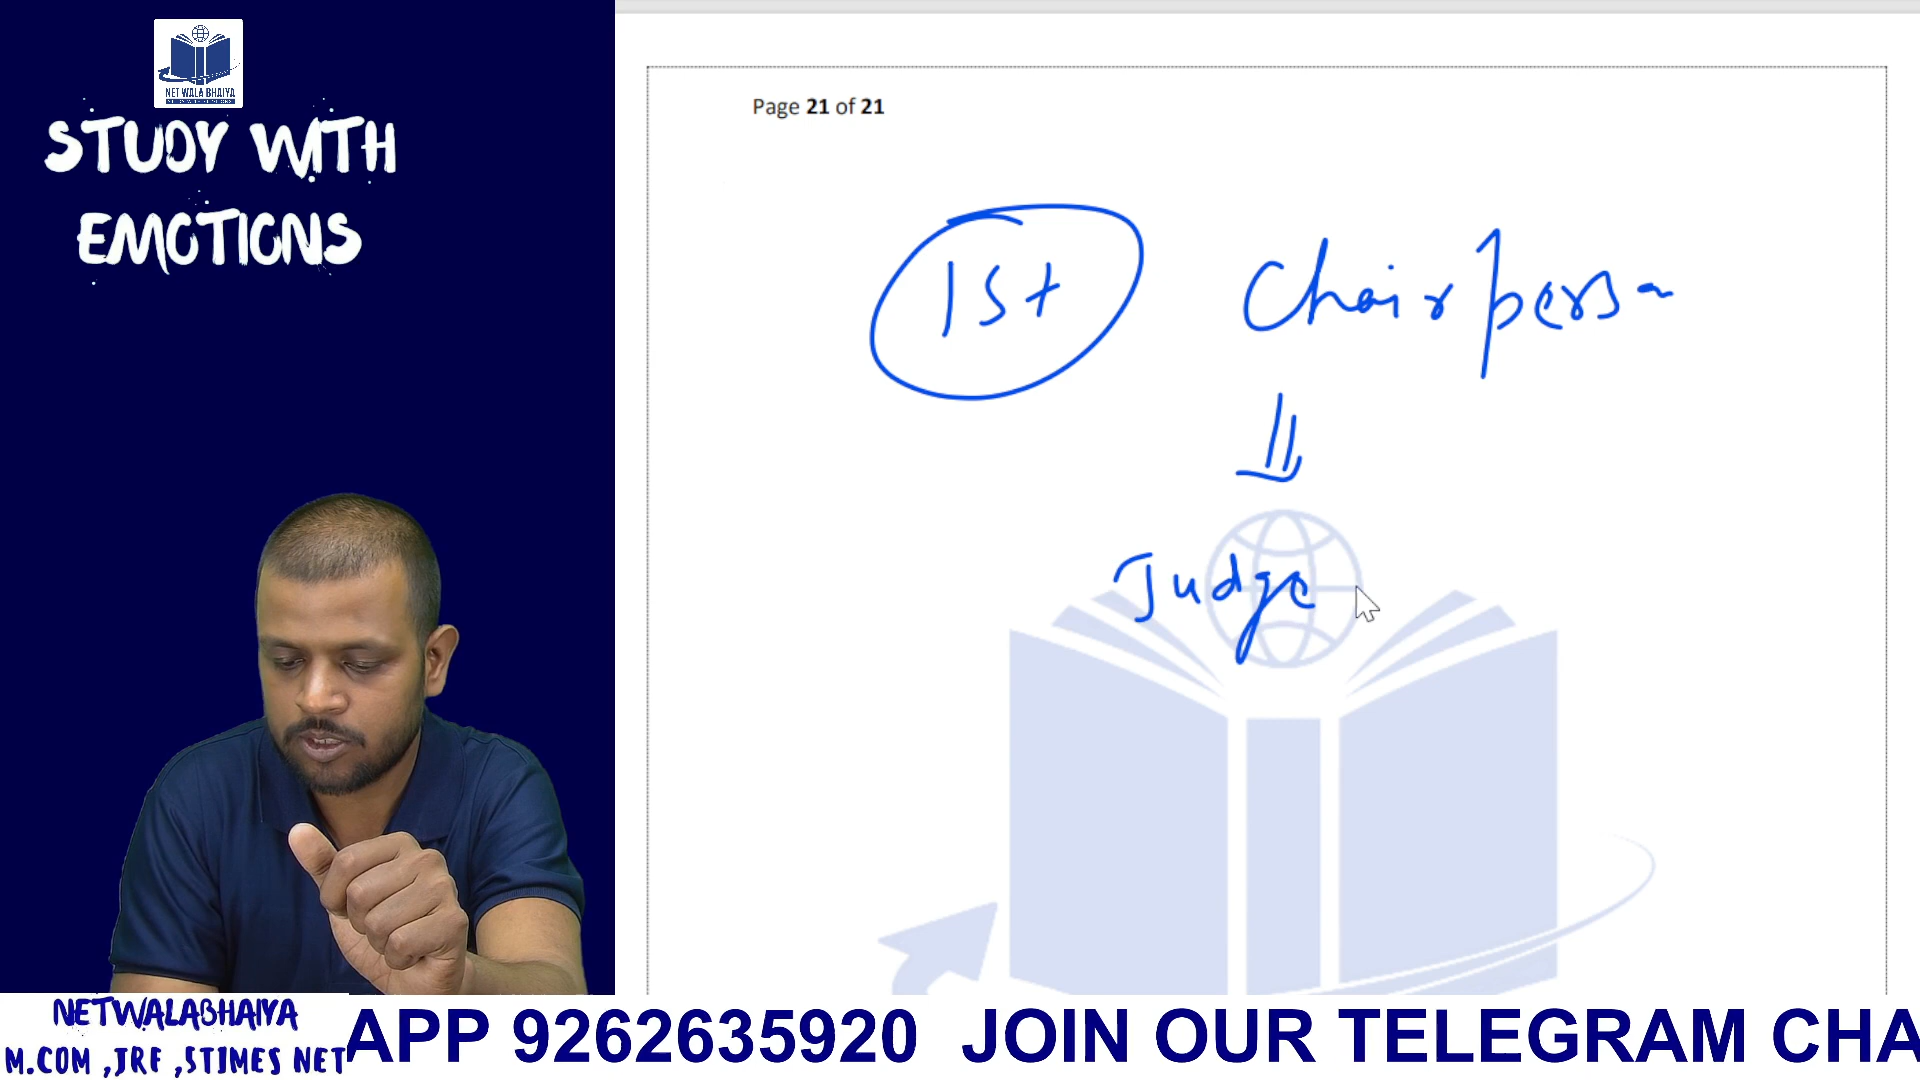 NET WALA BHAIYA
STUDY WITH
EMOTIONS
Page 21 of 21
1st Chairperson
Judge
NETWALABHAIYA
M.COM ,JRF ,5TIMES NET
APP 9262635920 JOIN OUR TELEGRAM CHA